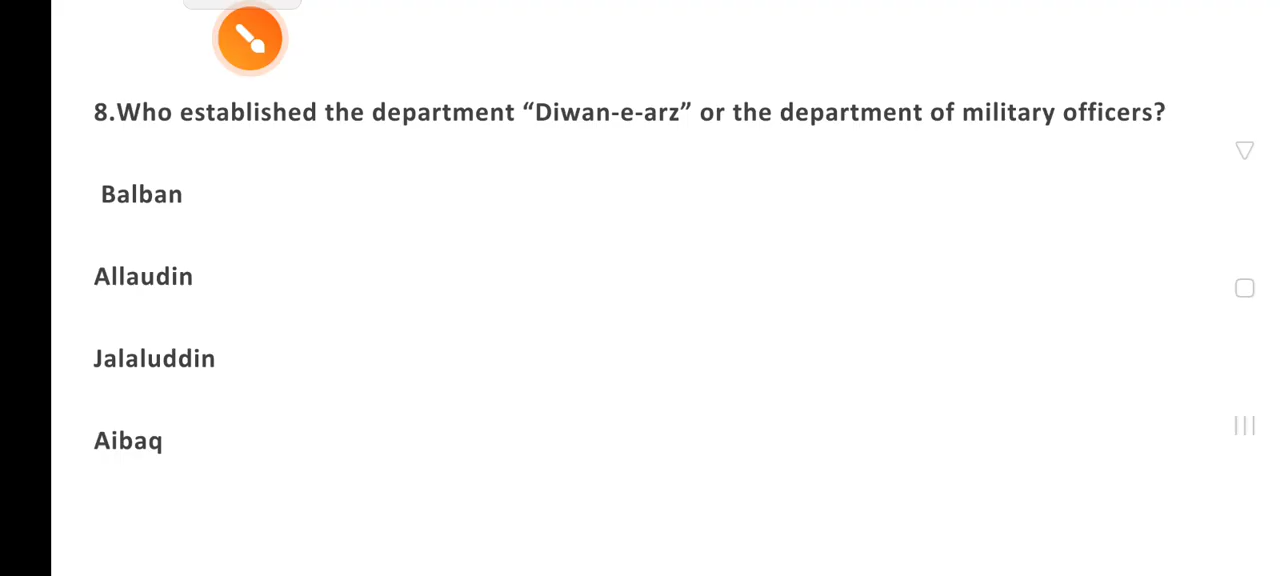 8.Who established the department “Diwan-e-arz” or the department of military officers?
Balban
Allaudin
Jalaluddin
Aibaq